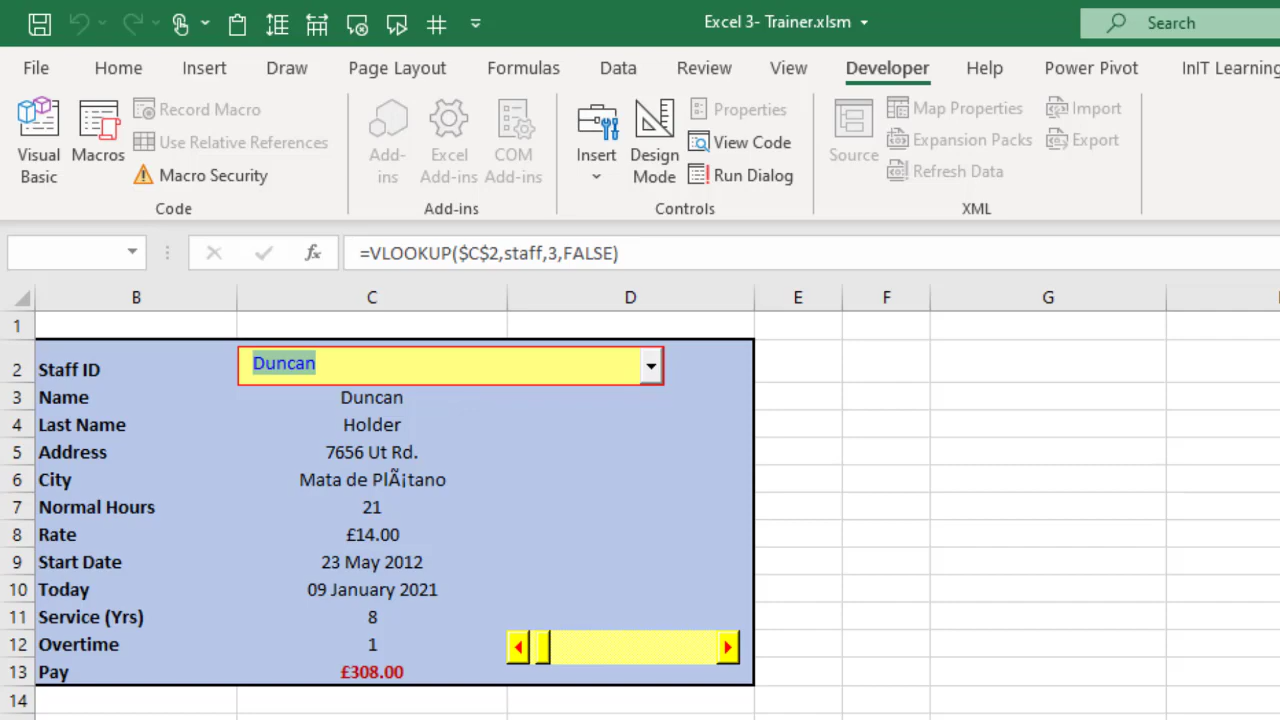 Excel 3- Trainer.xlsm
Search
File Home Insert Draw Page Layout Formulas Data Review View Developer Help Power Pivot InIT Learning
Visual Basic
Macros
Record Macro
Use Relative References
Macro Security
Code
Add-ins
Excel Add-ins
COM Add-ins
Add-ins
Insert
Design Mode
Properties
View Code
Run Dialog
Controls
Source
Map Properties
Expansion Packs
Refresh Data
Import
Export
XML
fx =VLOOKUP($C$2,staff,3,FALSE)
B C D E F G
1
2 Staff ID Duncan
3 Name Duncan
4 Last Name Holder
5 Address 7656 Ut Rd.
6 City Mata de PlÃ¡tano
7 Normal Hours 21
8 Rate £14.00
9 Start Date 23 May 2012
10 Today 09 January 2021
11 Service (Yrs) 8
12 Overtime 1
13 Pay £308.00
14